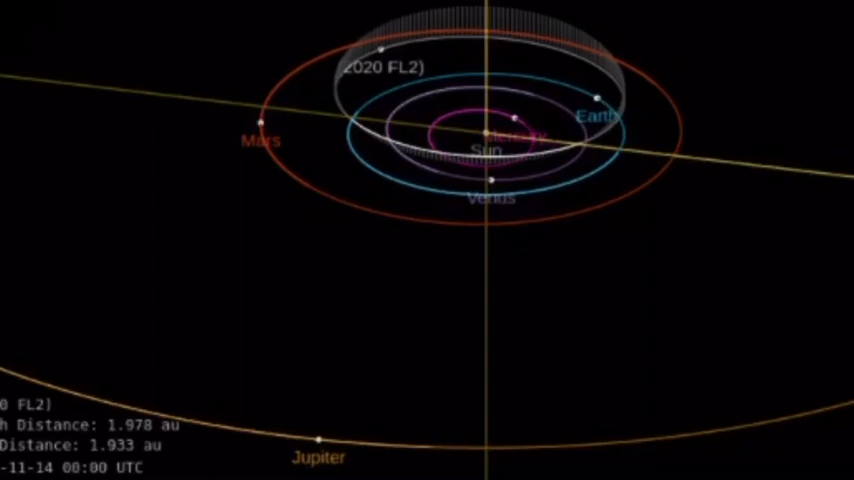 2020 FL2)
Earth
Mercury
Mars
Sun
Venus
0 FL2)
h Distance: 1.978 au
Distance: 1.933 au
-11-14 00:00 UTC
Jupiter